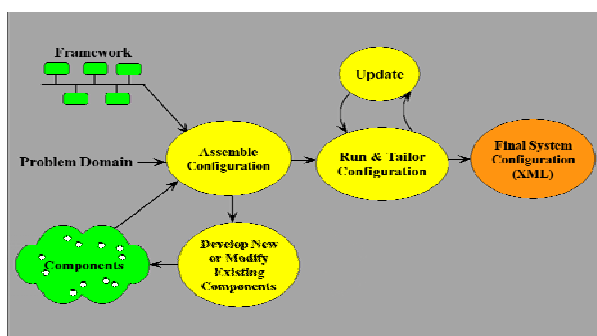 Framework
Update
Assemble
Configuration
Problem Domain
Run & Tailor
Configuration
Final System
Configuration
(XML)
Components
Develop New
or Modify
Existing
Components